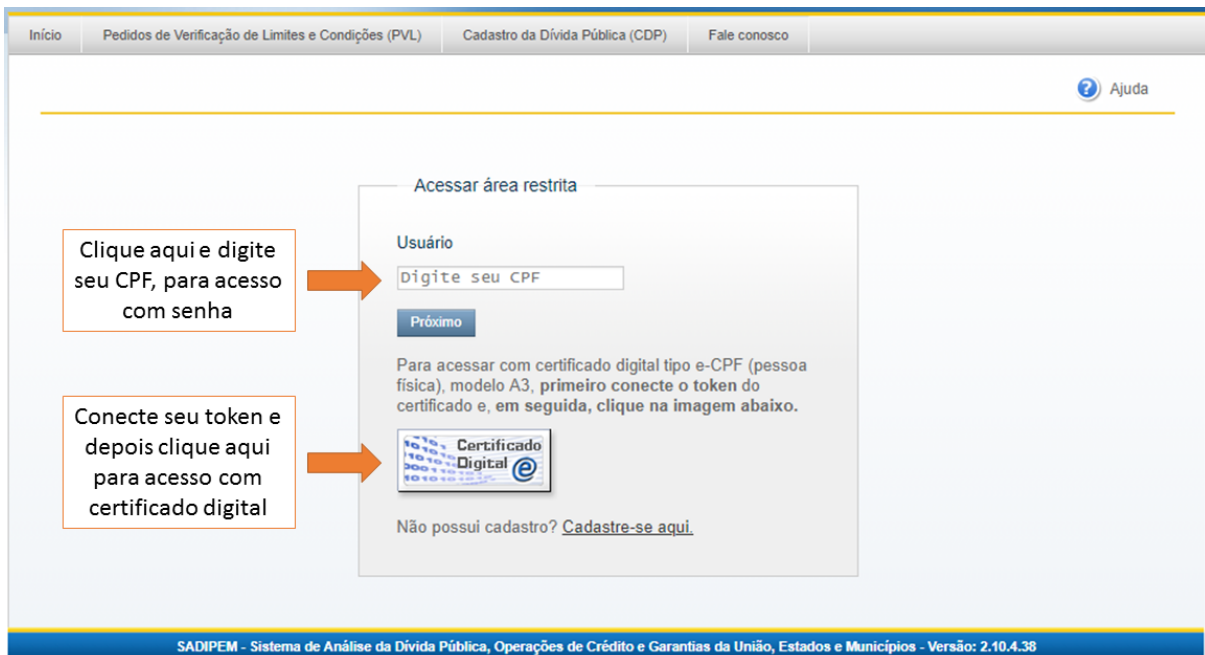 Início
Pedidos de Verificação de Limites e Condições (PVL)
Cadastro da Dívida Pública (CDP)
Fale conosco
Ajuda
Acessar área restrita
Clique aqui e digite
seu CPF, para acesso
com senha
Usuário
Digite seu CPF
Próximo
Para acessar com certificado digital tipo e-CPF (pessoa
física), modelo A3, primeiro conecte o token do
certificado e, em seguida, clique na imagem abaixo.
Conecte seu token e
depois clique aqui
para acesso com
certificado digital
Certificado
Digital e
Não possui cadastro? Cadastre-se aqui.
SADIPEM - Sistema de Análise da Dívida Pública, Operações de Crédito e Garantias da União, Estados e Municípios - Versão: 2.10.4.38